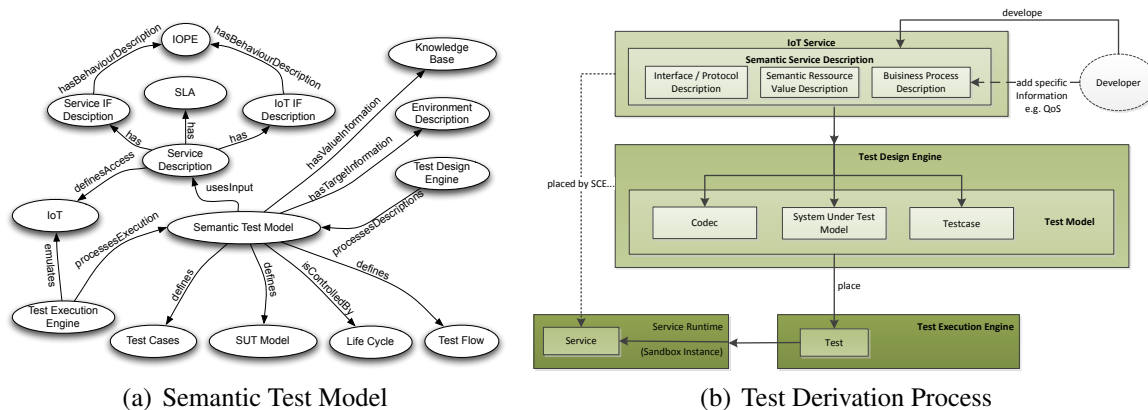 IOPE
Knowledge
Base
hasBehaviourDescription
hasBehaviourDescription
SLA
Service IF
Desciption
IoT IF
Description
Environment
Description
has
has
has
hasValueInformation
Service
Description
hasTargetInformation
Test Design
Engine
definesAccess
usesInput
IoT
Semantic Test Model
processesDescriptions
emulates
processesExecution
Test Execution
Engine
defines
defines
isControlledBy
defines
Test Cases
SUT Model
Life Cycle
Test Flow
(a) Semantic Test Model
develope
IoT Service
Semantic Service Description
Interface / Protocol
Description
Semantic Ressource
Value Description
Buisiness Process
Description
add specific
Information
e.g. QoS
Developer
Test Design Engine
placed by SCE...
Codec
System Under Test
Model
Testcase
Test Model
place
Service
Service Runtime
(Sandbox Instance)
Test
Test Execution Engine
(b) Test Derivation Process